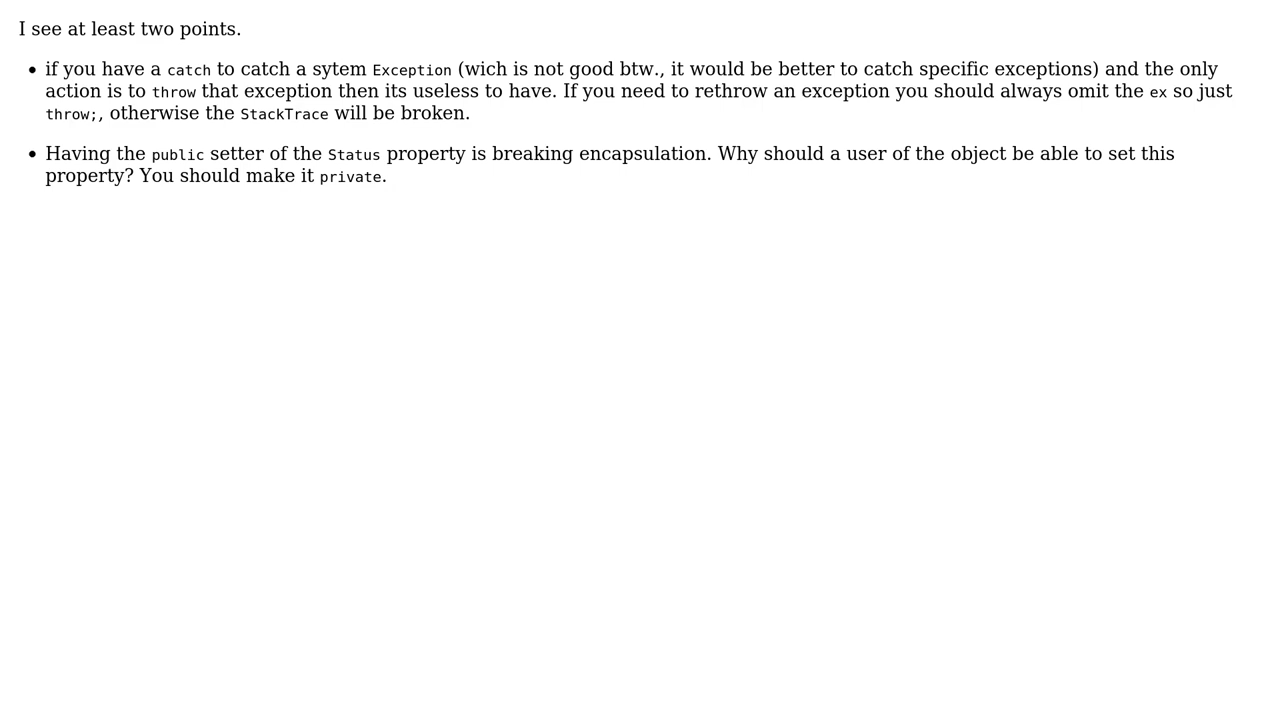 I see at least two points.
• if you have a catch to catch a sytem Exception (wich is not good btw., it would be better to catch specific exceptions) and the only
action is to throw that exception then its useless to have. If you need to rethrow an exception you should always omit the ex so just
throw;, otherwise the StackTrace will be broken.
• Having the public setter of the Status property is breaking encapsulation. Why should a user of the object be able to set this
property? You should make it private.